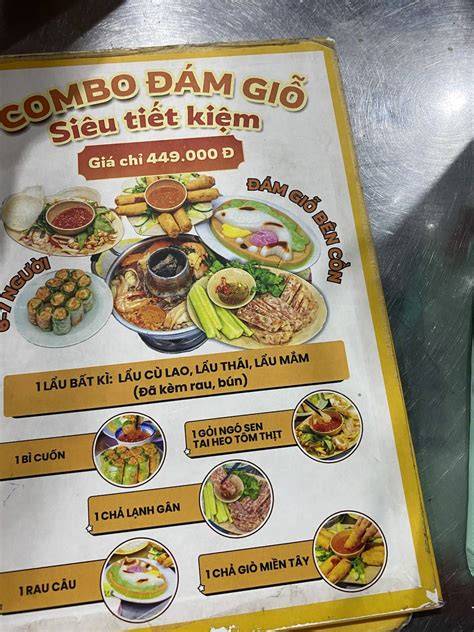 COMBO ĐÁM GIỖ
Siêu tiết kiệm
Giá chỉ 449.000 Đ
ĐÁM GIỖ BÊN CỒN
6-7 NGƯỜI
1 LẨU BẤT KÌ: LẨU CÙ LAO, LẨU THÁI, LẨU MẮM
(Đã kèm rau, bún)
1 BÌ CUỐN
1 GỎI NGÓ SEN
TAI HEO TÔM THỊT
1 CHẢ LẠNH GÂN
1 RAU CÂU
1 CHẢ GIÒ MIỀN TÂY